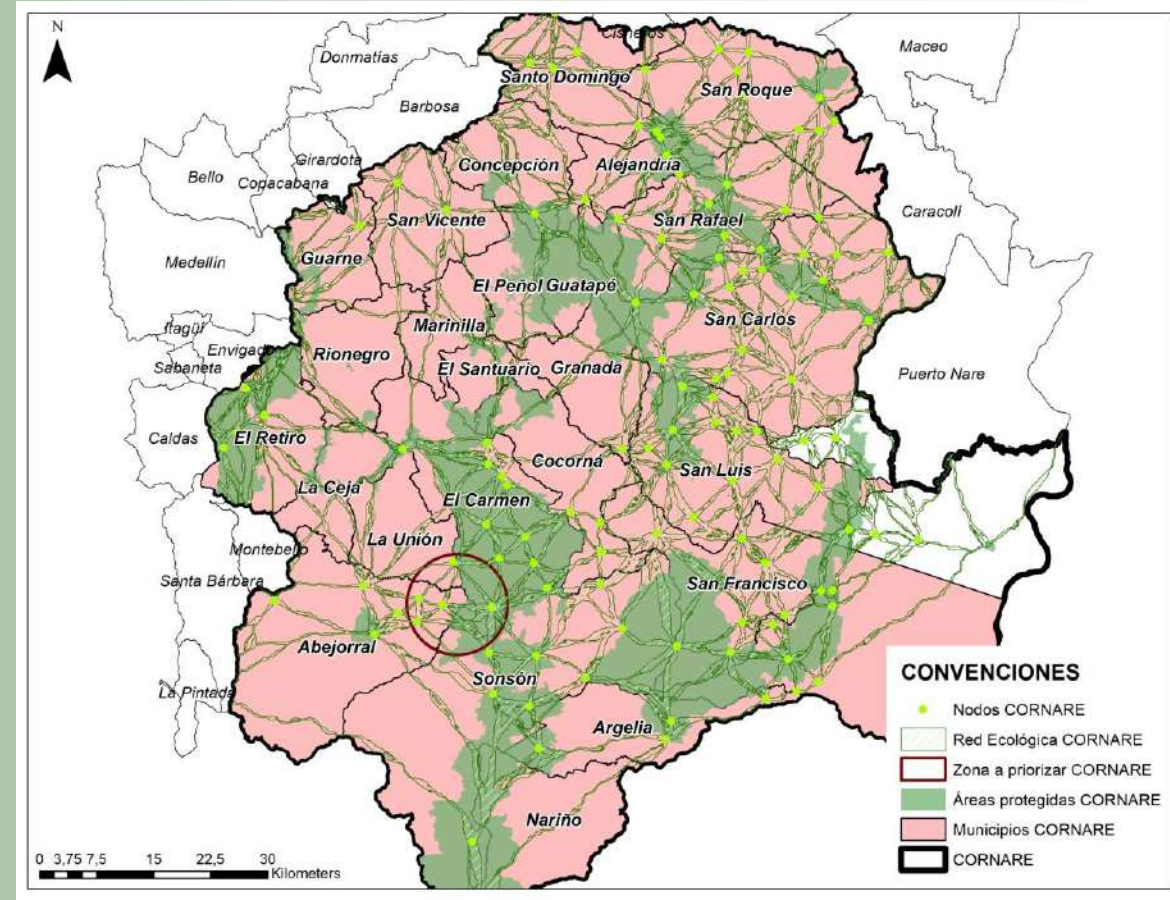 N
Cisneros
Maceo
Donmatías
Santo Domingo
San Roque
Barbosa
Girardota
Concepción
Alejandría
Bello
Copacabana
Caracolí
San Vicente
San Rafael
Guarne
Medellín
El Peñol
Guatapé
Itagüí
Marinilla
San Carlos
Envigado
Rionegro
Sabaneta
El Santuario
Granada
Puerto Nare
Caldas
El Retiro
Cocorná
San Luis
La Ceja
El Carmen
La Unión
Montebello
Santa Bárbara
San Francisco
Abejorral
Sonsón
La Pintada
Argelia
Nariño
CONVENCIONES
Nodos CORNARE
Red Ecológica CORNARE
Zona a priorizar CORNARE
Áreas protegidas CORNARE
Municipios CORNARE
CORNARE
0 3,75 7,5 15 22,5 30
Kilometers